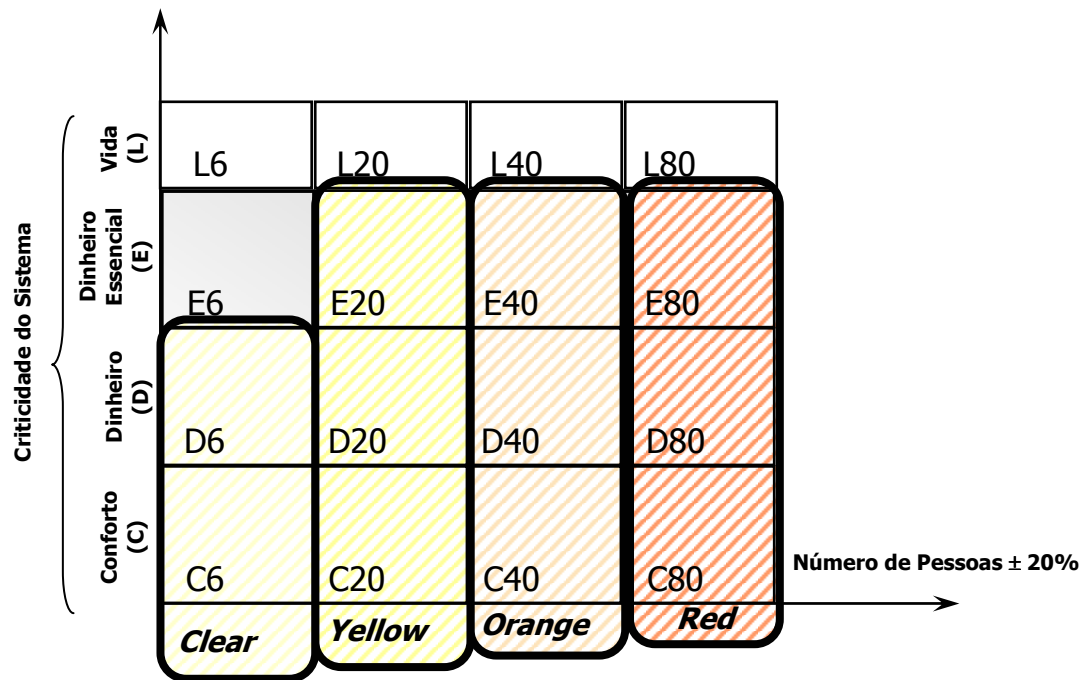 Criticidade do Sistema
Vida
(L)
L6
L20
L40
L80
Dinheiro
Essencial
(E)
E6
E20
E40
E80
Dinheiro
(D)
D6
D20
D40
D80
Conforto
(C)
C6
C20
C40
C80
Número de Pessoas ± 20%
Clear
Yellow
Orange
Red